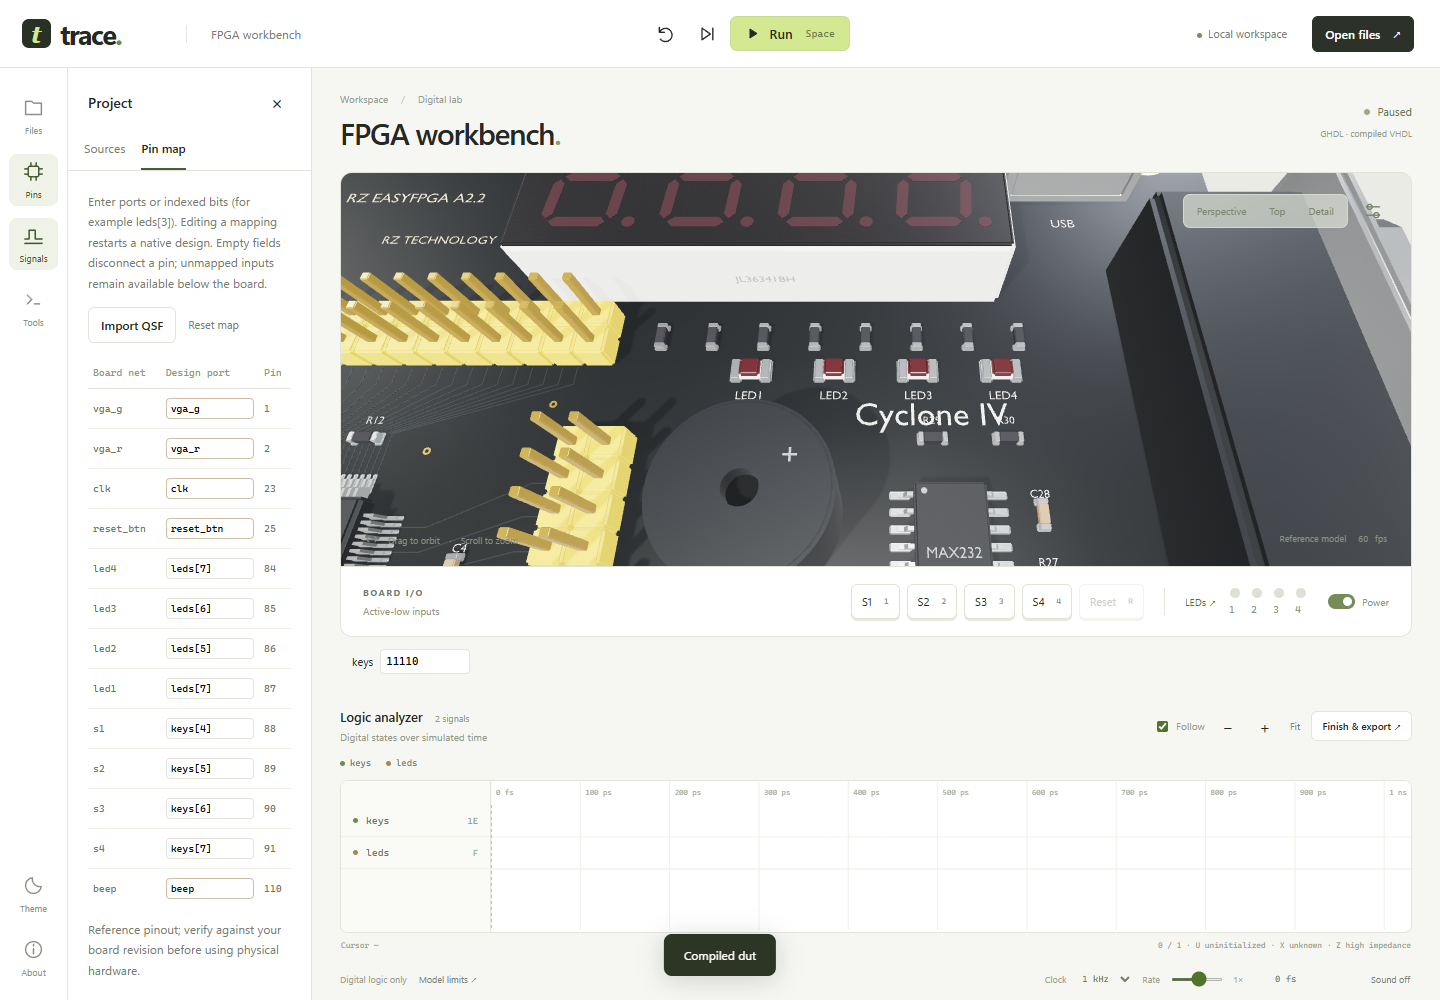 t trace.
FPGA workbench
Run Space
Local workspace
Open files ↗
Files
Pins
Signals
Tools
Theme
About
Project
Sources Pin map
Enter ports or indexed bits (for
example leds[3]). Editing a mapping
restarts a native design. Empty fields
disconnect a pin; unmapped inputs
remain available below the board.
Import QSF Reset map
Board net Design port Pin
vga_g vga_g 1
vga_r vga_r 2
clk clk 23
reset_btn reset_btn 25
led4 leds[7] 84
led3 leds[6] 85
led2 leds[5] 86
led1 leds[7] 87
s1 keys[4] 88
s2 keys[5] 89
s3 keys[6] 90
s4 keys[7] 91
beep beep 110
Reference pinout; verify against your
board revision before using physical
hardware.
Workspace / Digital lab
FPGA workbench.
Paused
GHDL · compiled VHDL
RZ EASYFPGA A2.2
RZ TECHNOLOGY
JL363418H
USB
Perspective Top Detail
LED1 LED2 LED3 LED4
Cyclone IV
R12
R30
C28
C4
MAX232
R27
Drag to orbit Scroll to zoom
Reference model 60 fps
BOARD I/O
Active-low inputs
S1 1
S2 2
S3 3
S4 4
Reset R
LEDs ↗
1 2 3 4
Power
keys 11110
Logic analyzer 2 signals
Digital states over simulated time
Follow − + Fit Finish & export ↗
keys leds
0 fs 100 ps 200 ps 300 ps 400 ps 500 ps 600 ps 700 ps 800 ps 900 ps 1 ns
keys 1E
leds F
Cursor —
0 / 1 · U uninitialized · X unknown · Z high impedance
Compiled dut
Digital logic only Model limits ↗
Clock 1 kHz Rate 1× 0 fs Sound off